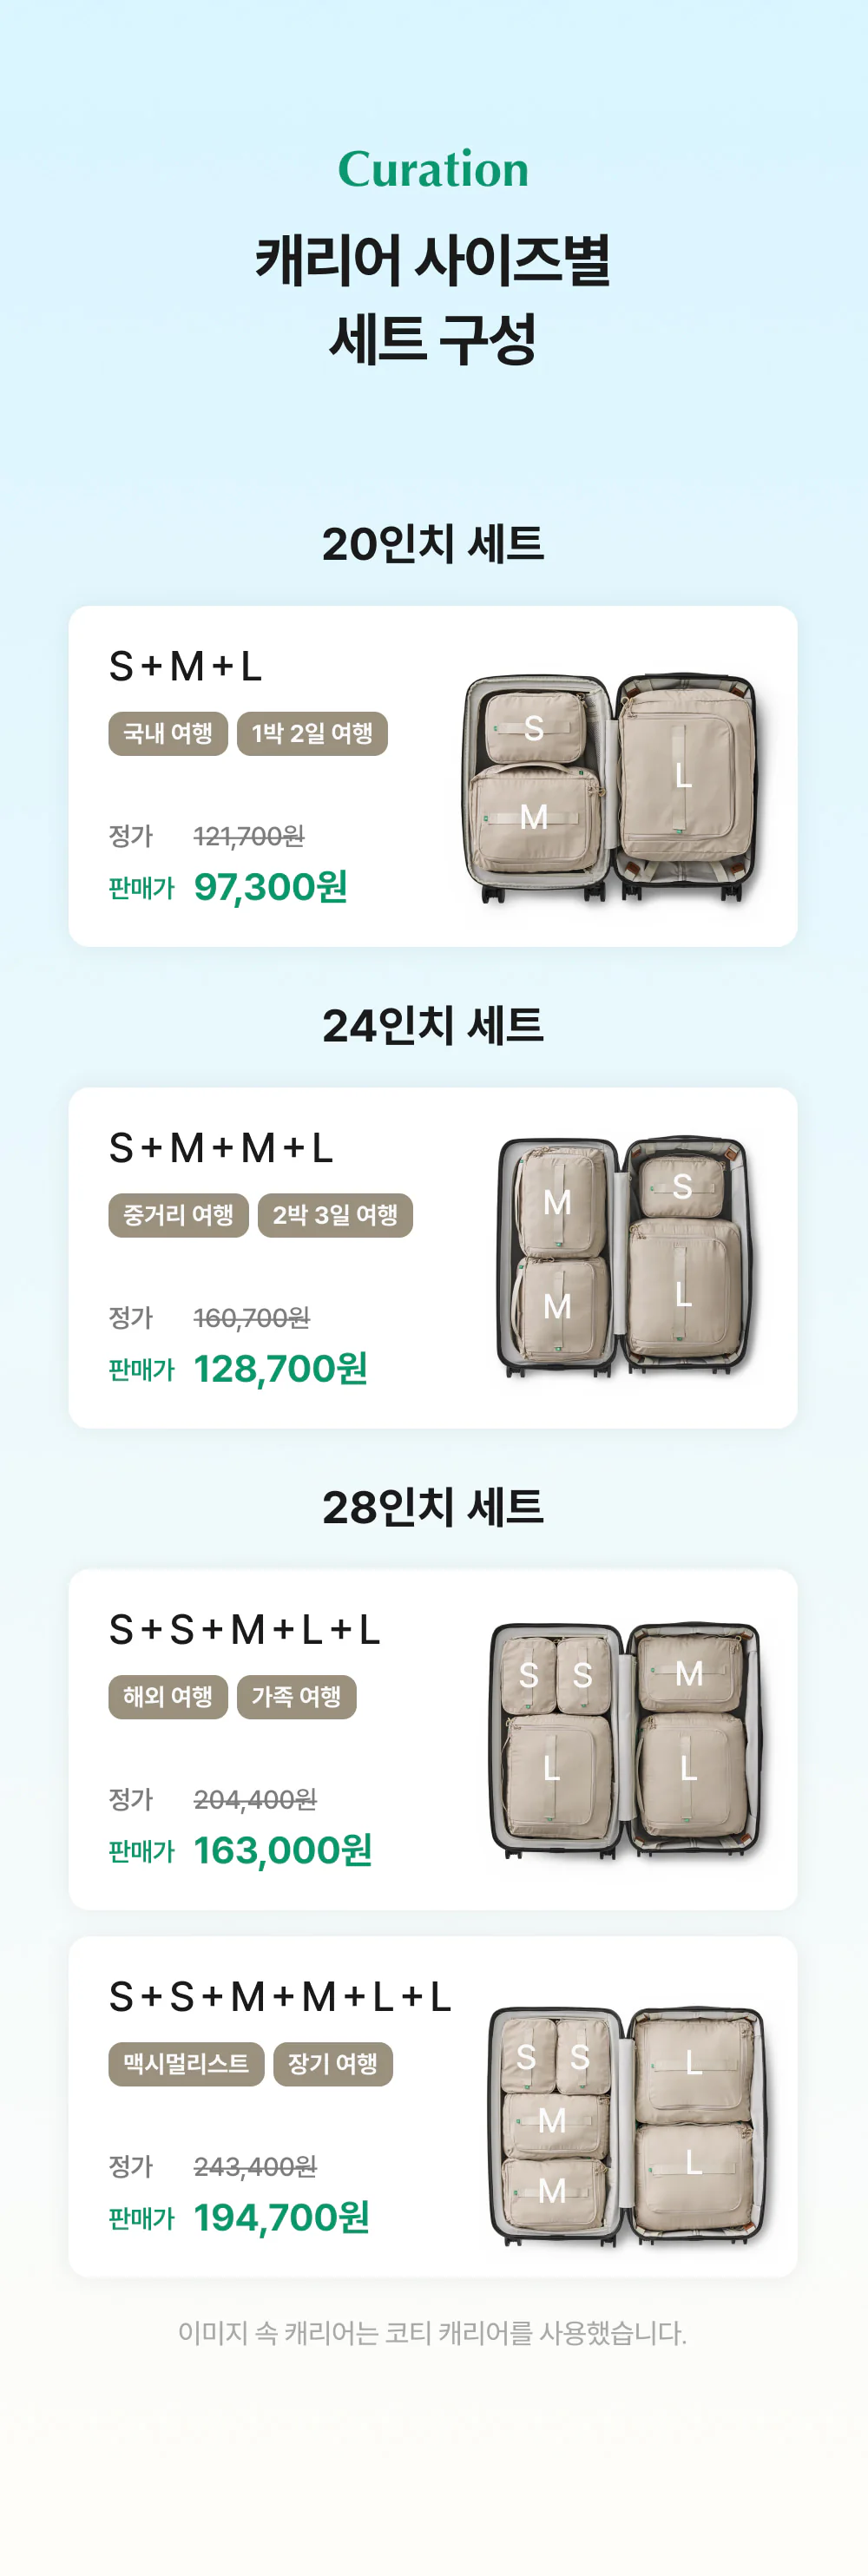 Curation
캐리어 사이즈별
세트 구성
20인치 세트
S+M+L
국내 여행 1박 2일 여행
정가 121,700원
판매가 97,300원
S
M
L
24인치 세트
S+M+M+L
중거리 여행 2박 3일 여행
정가 160,700원
판매가 128,700원
M
S
M
L
28인치 세트
S+S+M+L+L
해외 여행 가족 여행
정가 204,400원
판매가 163,000원
S S M
L L
S+S+M+M+L+L
맥시멀리스트 장기 여행
정가 243,400원
판매가 194,700원
S S L
M
L
M
이미지 속 캐리어는 코티 캐리어를 사용했습니다.